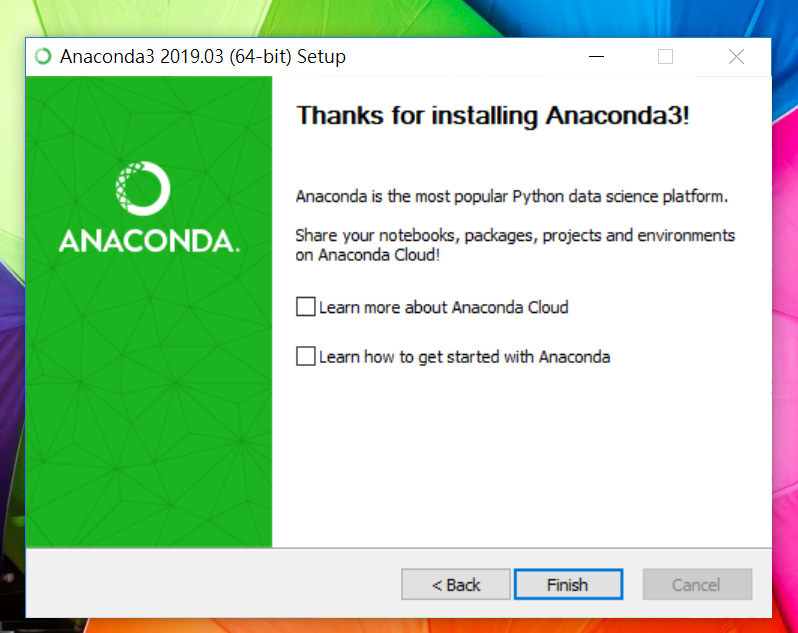 Anaconda3 2019.03 (64-bit) Setup
ANACONDA.
Thanks for installing Anaconda3!
Anaconda is the most popular Python data science platform.
Share your notebooks, packages, projects and environments
on Anaconda Cloud!
Learn more about Anaconda Cloud
Learn how to get started with Anaconda
< Back
Finish
Cancel